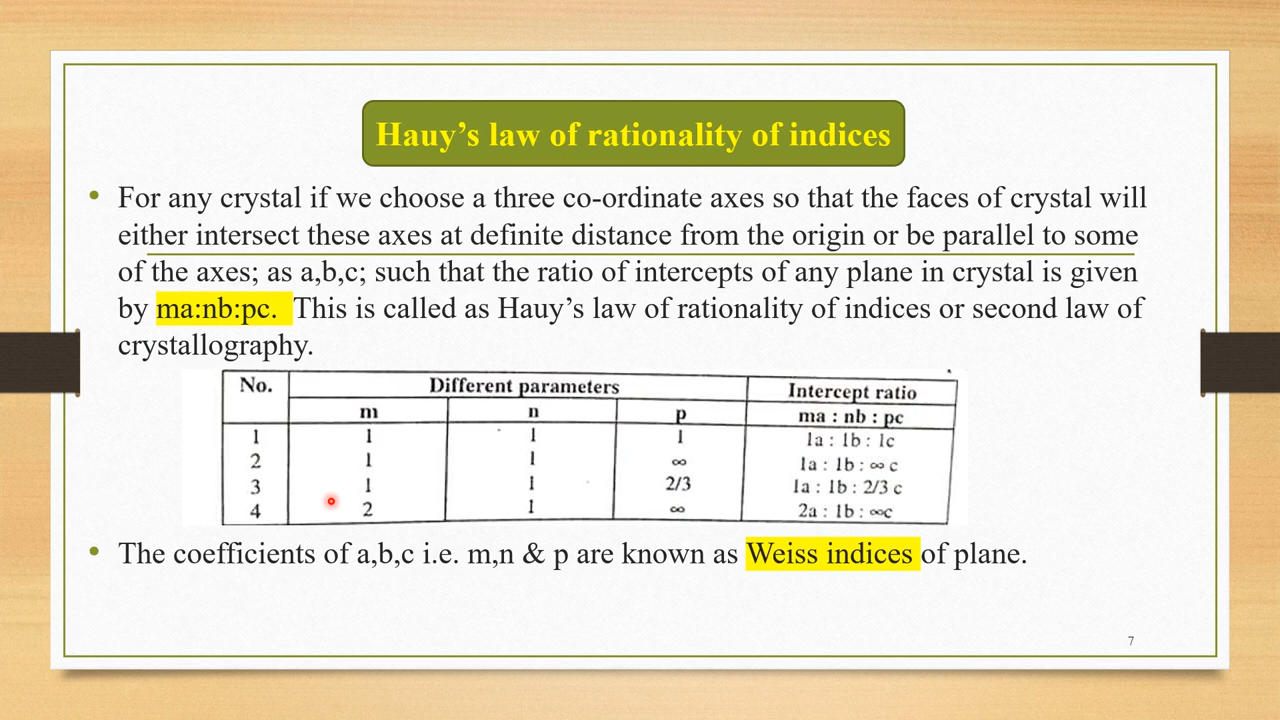 Hauy’s law of rationality of indices
• For any crystal if we choose a three co-ordinate axes so that the faces of crystal will
either intersect these axes at definite distance from the origin or be parallel to some
of the axes; as a,b,c; such that the ratio of intercepts of any plane in crystal is given
by ma:nb:pc. This is called as Hauy’s law of rationality of indices or second law of
crystallography.
No. Different parameters Intercept ratio
m n p ma : nb : pc
1 1 1 1 1a : 1b : 1c
2 1 1 ∞ 1a : 1b : ∞ c
3 1 1 2/3 1a : 1b : 2/3 c
4 2 1 ∞ 2a : 1b : ∞c
• The coefficients of a,b,c i.e. m,n & p are known as Weiss indices of plane.
7